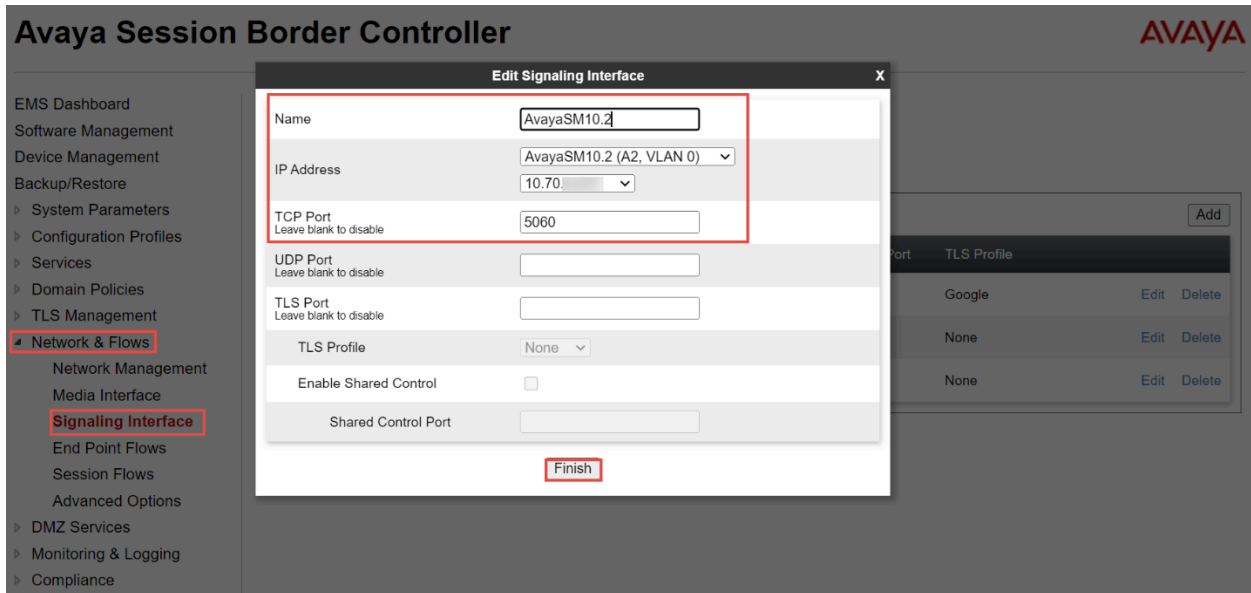 Avaya Session Border Controller
AVAYA
Edit Signaling Interface
X
EMS Dashboard
Software Management
Device Management
Backup/Restore
System Parameters
Configuration Profiles
Services
Domain Policies
TLS Management
Network & Flows
Network Management
Media Interface
Signaling Interface
End Point Flows
Session Flows
Advanced Options
DMZ Services
Monitoring & Logging
Compliance
Name
AvayaSM10.2
IP Address
AvayaSM10.2 (A2, VLAN 0)
10.70.
TCP Port
Leave blank to disable
5060
UDP Port
Leave blank to disable
TLS Port
Leave blank to disable
TLS Profile
None
Enable Shared Control
Shared Control Port
Finish
Add
Port TLS Profile
Google Edit Delete
None Edit Delete
None Edit Delete